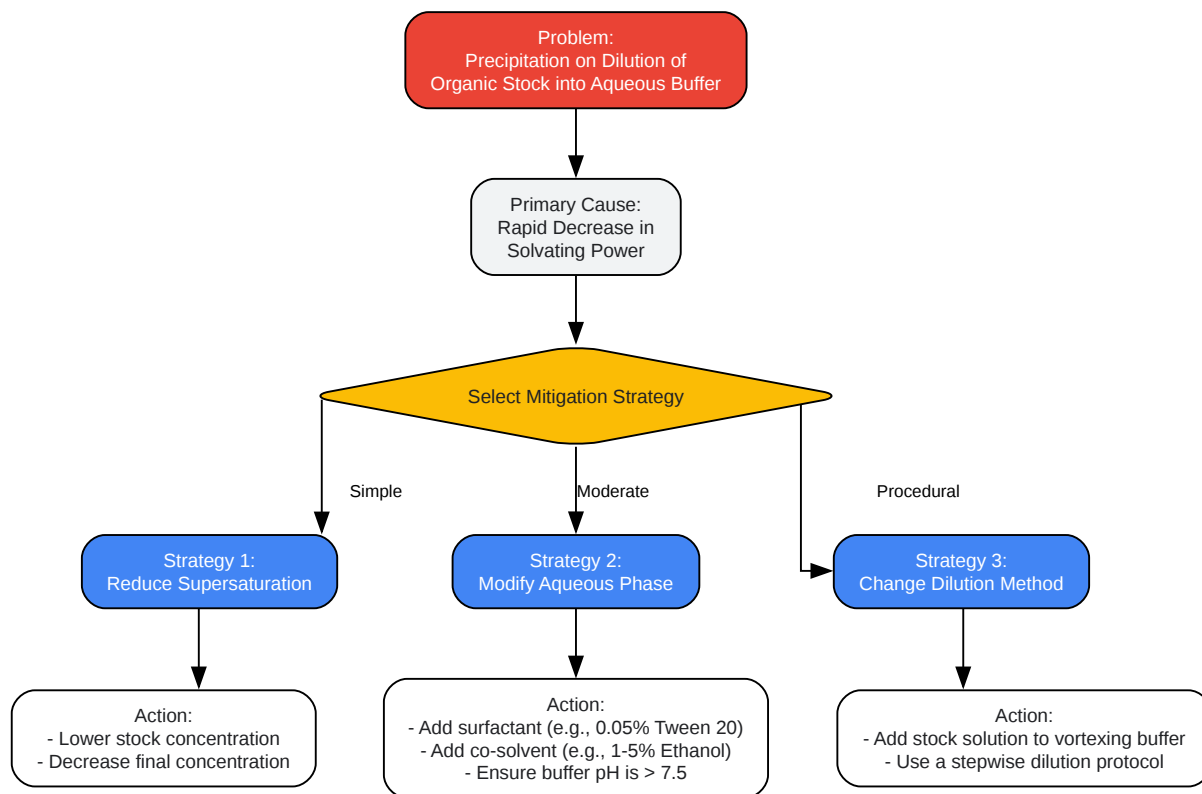 Problem:
Precipitation on Dilution of
Organic Stock into Aqueous Buffer
Primary Cause:
Rapid Decrease in
Solvating Power
Select Mitigation Strategy
Simple
Moderate
Procedural
Strategy 1:
Reduce Supersaturation
Strategy 2:
Modify Aqueous Phase
Strategy 3:
Change Dilution Method
Action:
- Lower stock concentration
- Decrease final concentration
Action:
- Add surfactant (e.g., 0.05% Tween 20)
- Add co-solvent (e.g., 1-5% Ethanol)
- Ensure buffer pH is > 7.5
Action:
- Add stock solution to vortexing buffer
- Use a stepwise dilution protocol